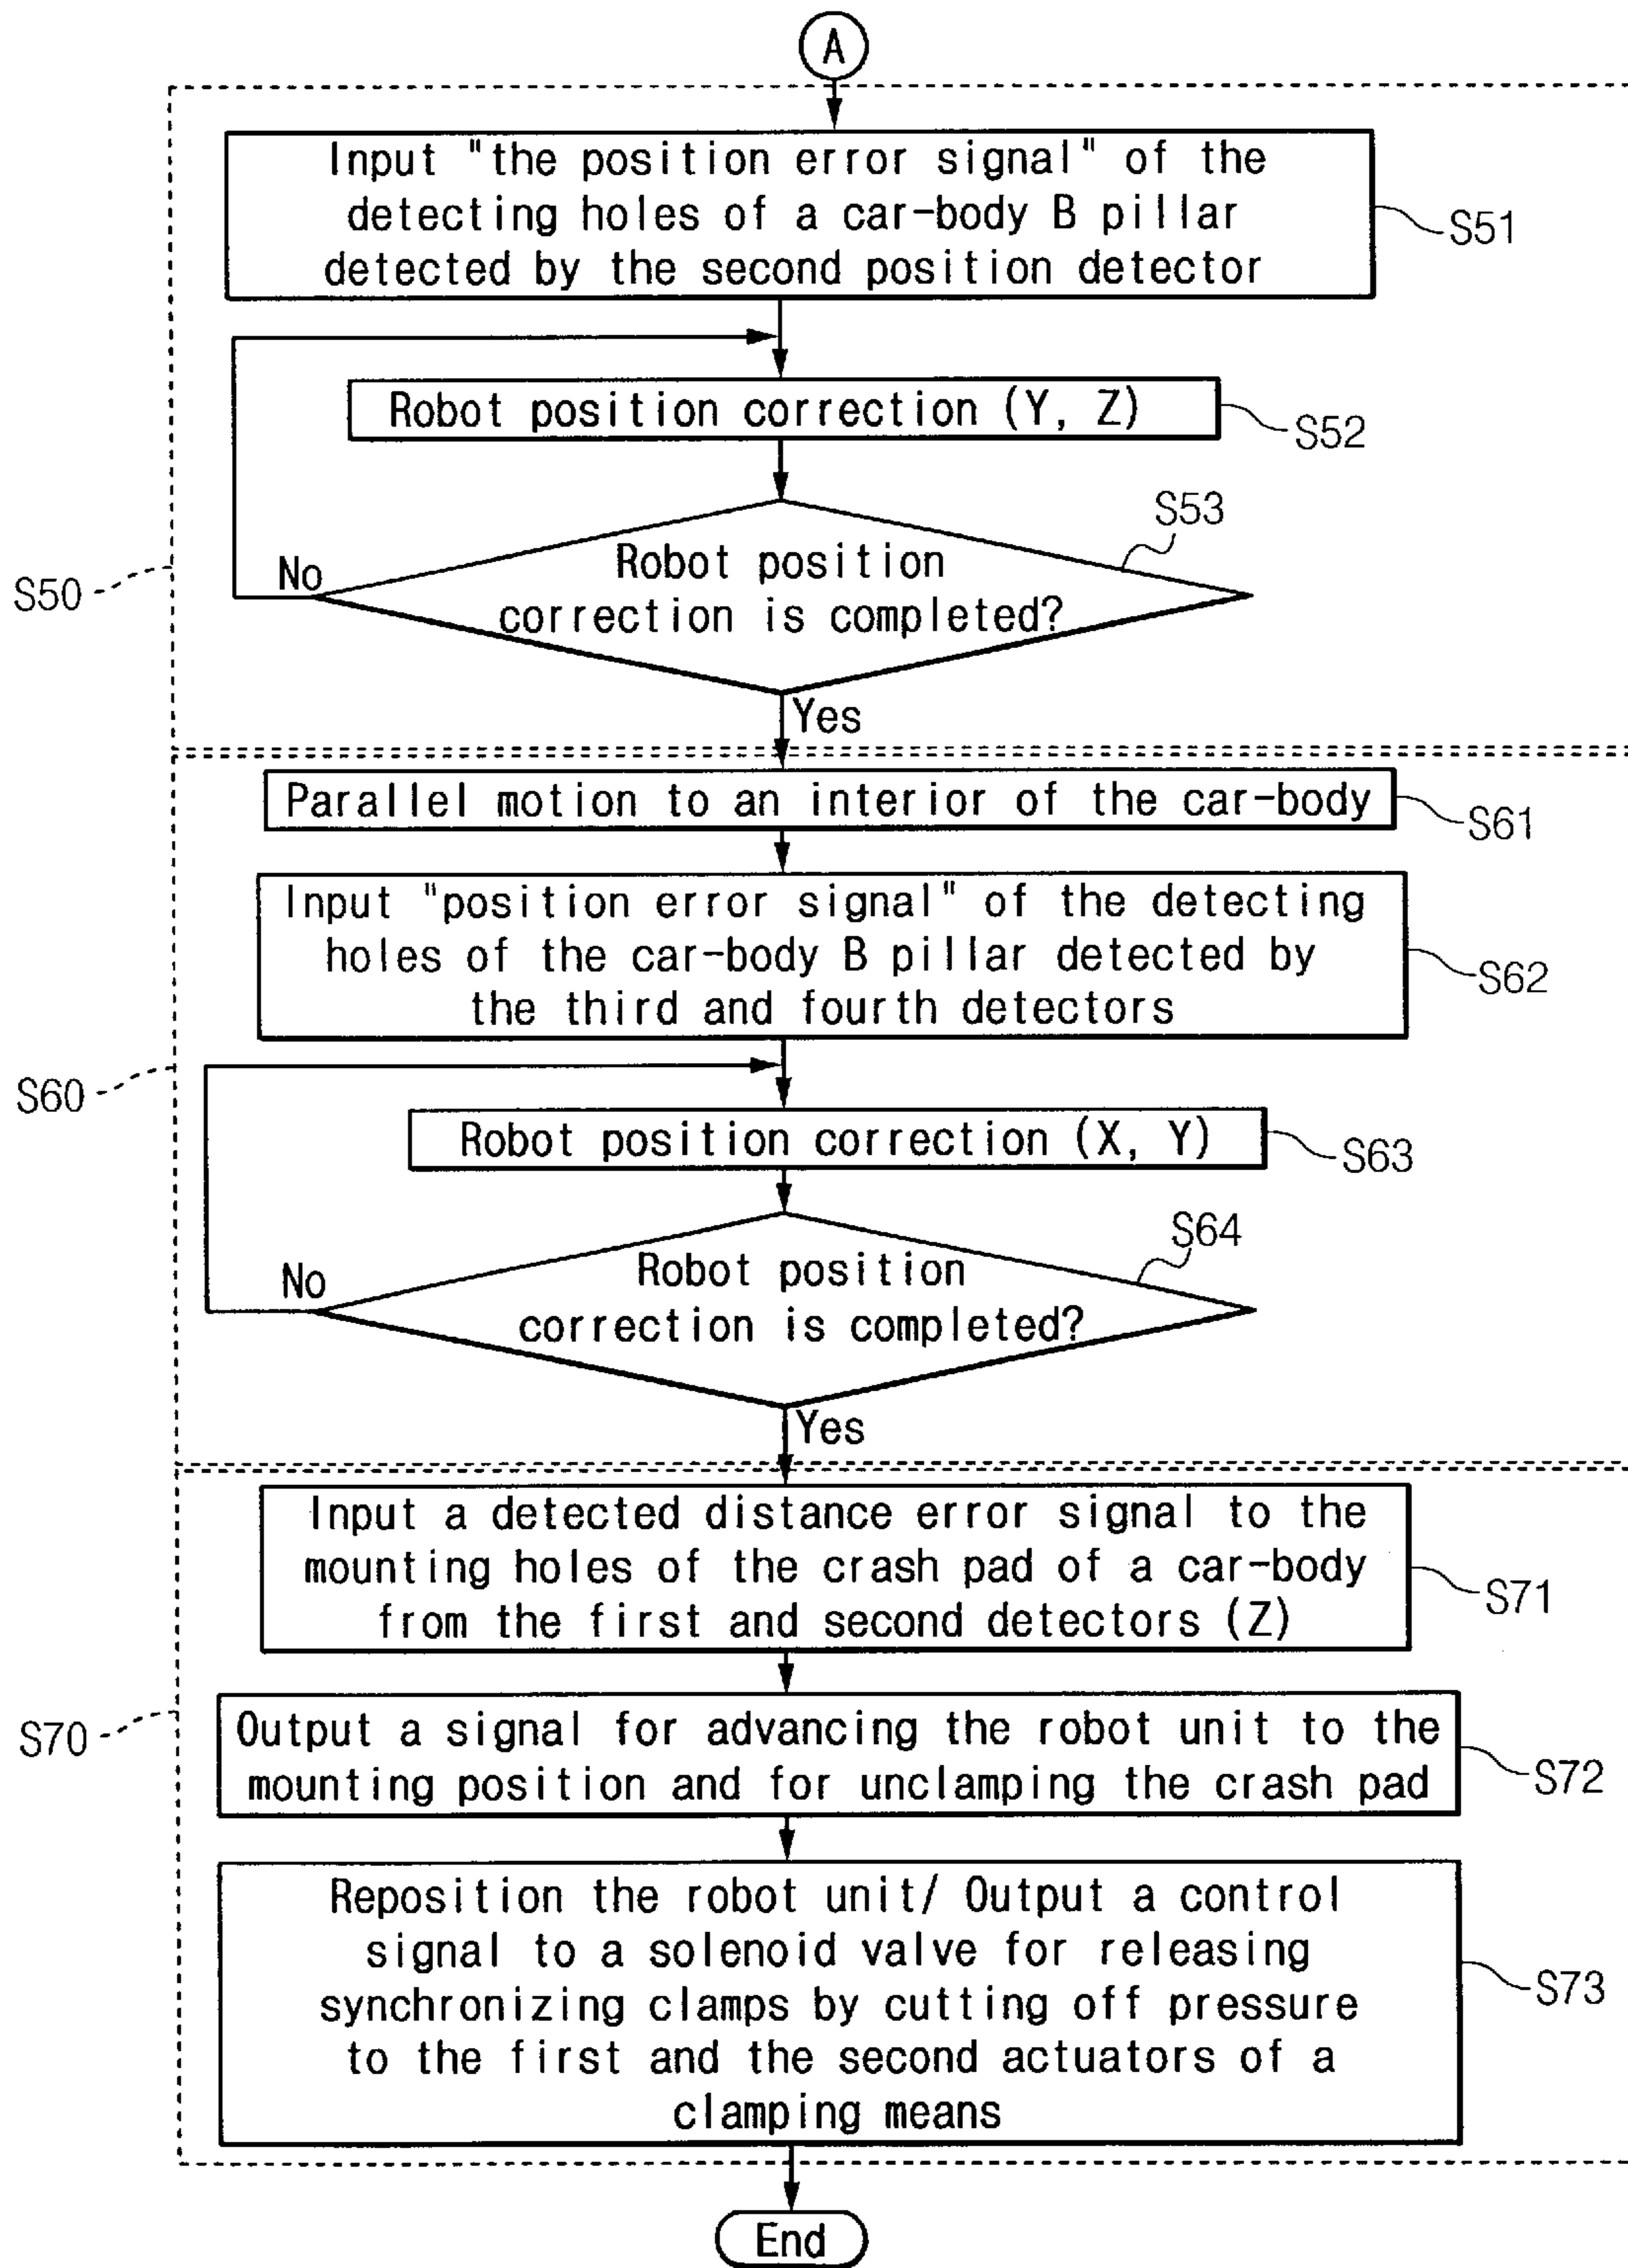 A
Input "the position error signal" of the
detecting holes of a car-body B pillar
detected by the second position detector
S51
Robot position correction (Y, Z)
S52
S53
Robot position
correction is completed?
No
S50
Yes
Parallel motion to an interior of the car-body
S61
Input "position error signal" of the detecting
holes of the car-body B pillar detected by
the third and fourth detectors
S62
S60
Robot position correction (X, Y)
S63
S64
Robot position
correction is completed?
No
Yes
Input a detected distance error signal to the
mounting holes of the crash pad of a car-body
from the first and second detectors (Z)
S71
Output a signal for advancing the robot unit to the
mounting position and for unclamping the crash pad
S72
S70
Reposition the robot unit/ Output a control
signal to a solenoid valve for releasing
synchronizing clamps by cutting off pressure
to the first and the second actuators of a
clamping means
S73
End